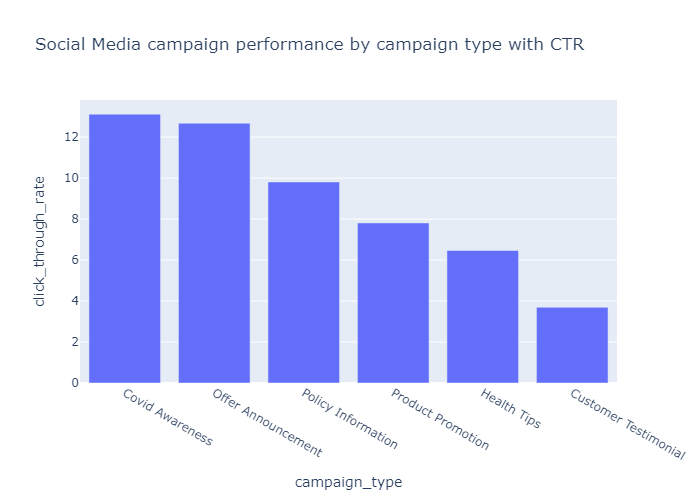 Social Media campaign performance by campaign type with CTR
click_through_rate
12
10
8
6
4
2
0
Covid Awareness
Offer Announcement
Policy Information
Product Promotion
Health Tips
Customer Testimonial
campaign_type